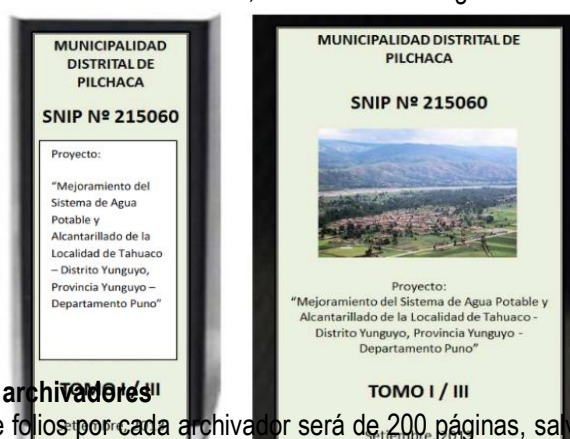 MUNICIPALIDAD
DISTRITAL DE
PILCHACA
SNIP Nº 215060
Proyecto:
“Mejoramiento del
Sistema de Agua
Potable y
Alcantarillado de la
Localidad de Tahuaco
– Distrito Yunguyo,
Provincia Yunguyo –
Departamento Puno”
TOMO I / III
MUNICIPALIDAD DISTRITAL DE
PILCHACA
SNIP Nº 215060
Proyecto:
“Mejoramiento del Sistema de Agua Potable y
Alcantarillado de la Localidad de Tahuaco -
Distrito Yunguyo, Provincia Yunguyo -
Departamento Puno”
TOMO I / III
archivadores
folios por cada archivador será de 200 páginas,